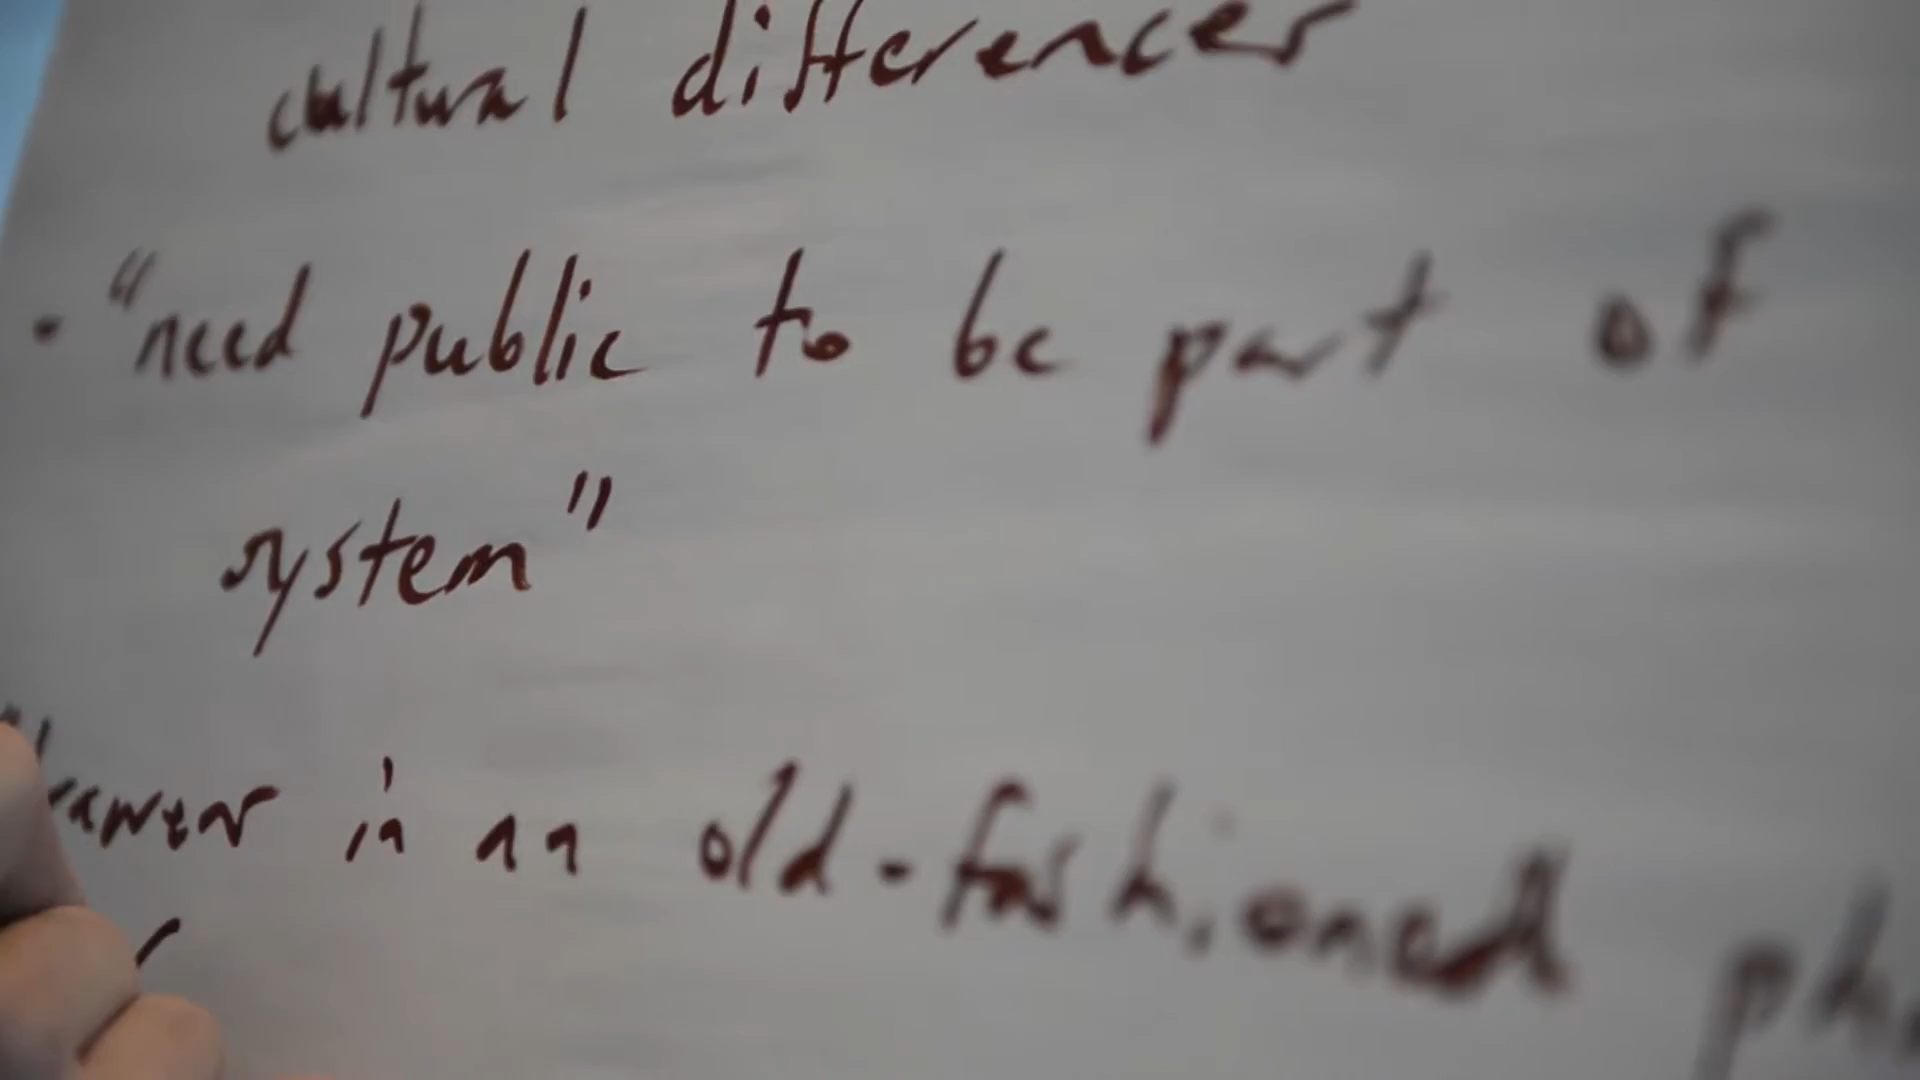 cultural differences
• "need public to be part of
system"
in an old-fashioned